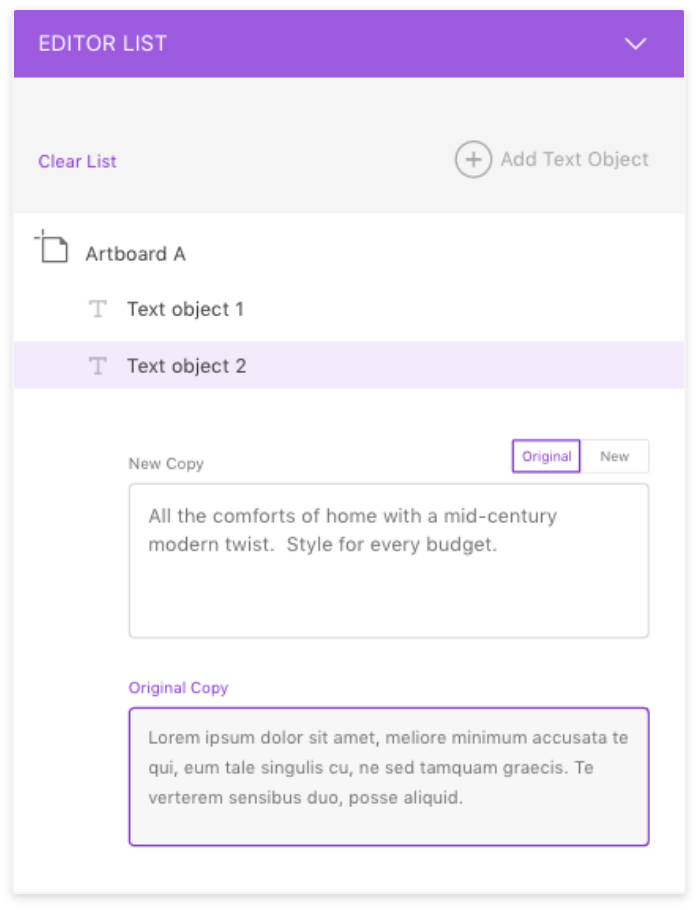 EDITOR LIST
Clear List
Add Text Object
Artboard A
T Text object 1
T Text object 2
New Copy
Original New
All the comforts of home with a mid-century
modern twist.  Style for every budget.
Original Copy
Lorem ipsum dolor sit amet, meliore minimum accusata te
qui, eum tale singulis cu, ne sed tamquam graecis. Te
verterem sensibus duo, posse aliquid.